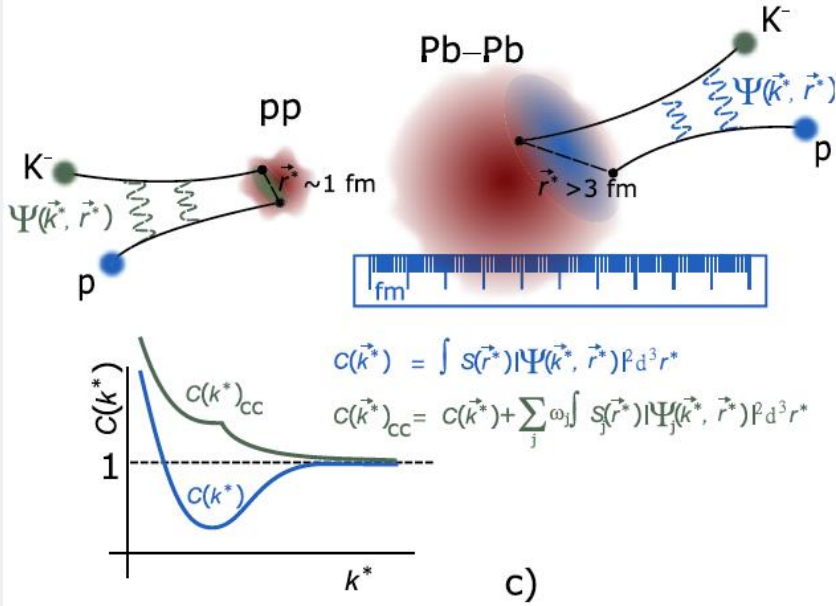 pp
K⁻
r⃗* ~1 fm
Ψ(k⃗*, r⃗*)
p
Pb–Pb
K⁻
Ψ(k⃗*, r⃗*)
p
r⃗* >3 fm
fm
C(k⃗*) = ∫ S(r⃗*)|Ψ(k⃗*, r⃗*)|²d³r*
C(k⃗*)CC = C(k⃗*)+∑j ωj∫ Sj(r⃗*)|Ψj(k⃗*, r⃗*)|²d³r*
C(k*)
C(k*)CC
1
C(k*)
k*
c)